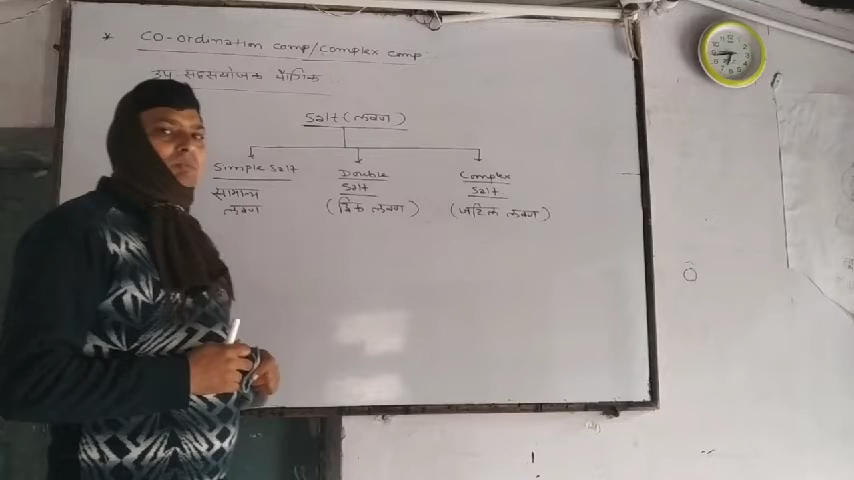 * CO-ordination comp/complex comp.
उप सहसंयोजक यौगिक
Salt (लवण)
Simple Salt
सामान्य
लवण
Double
Salt
(द्विक लवण)
Complex
Salt
(जटिल लवण)